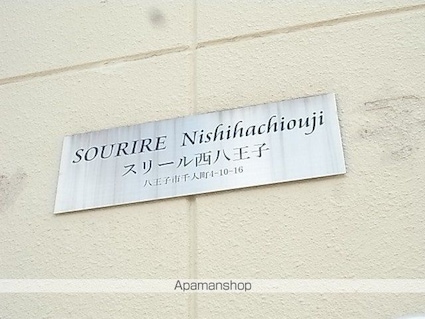 SOURIRE Nishihachiouji
スリール西八王子
八王子市千人町4-10-16
Apamanshop